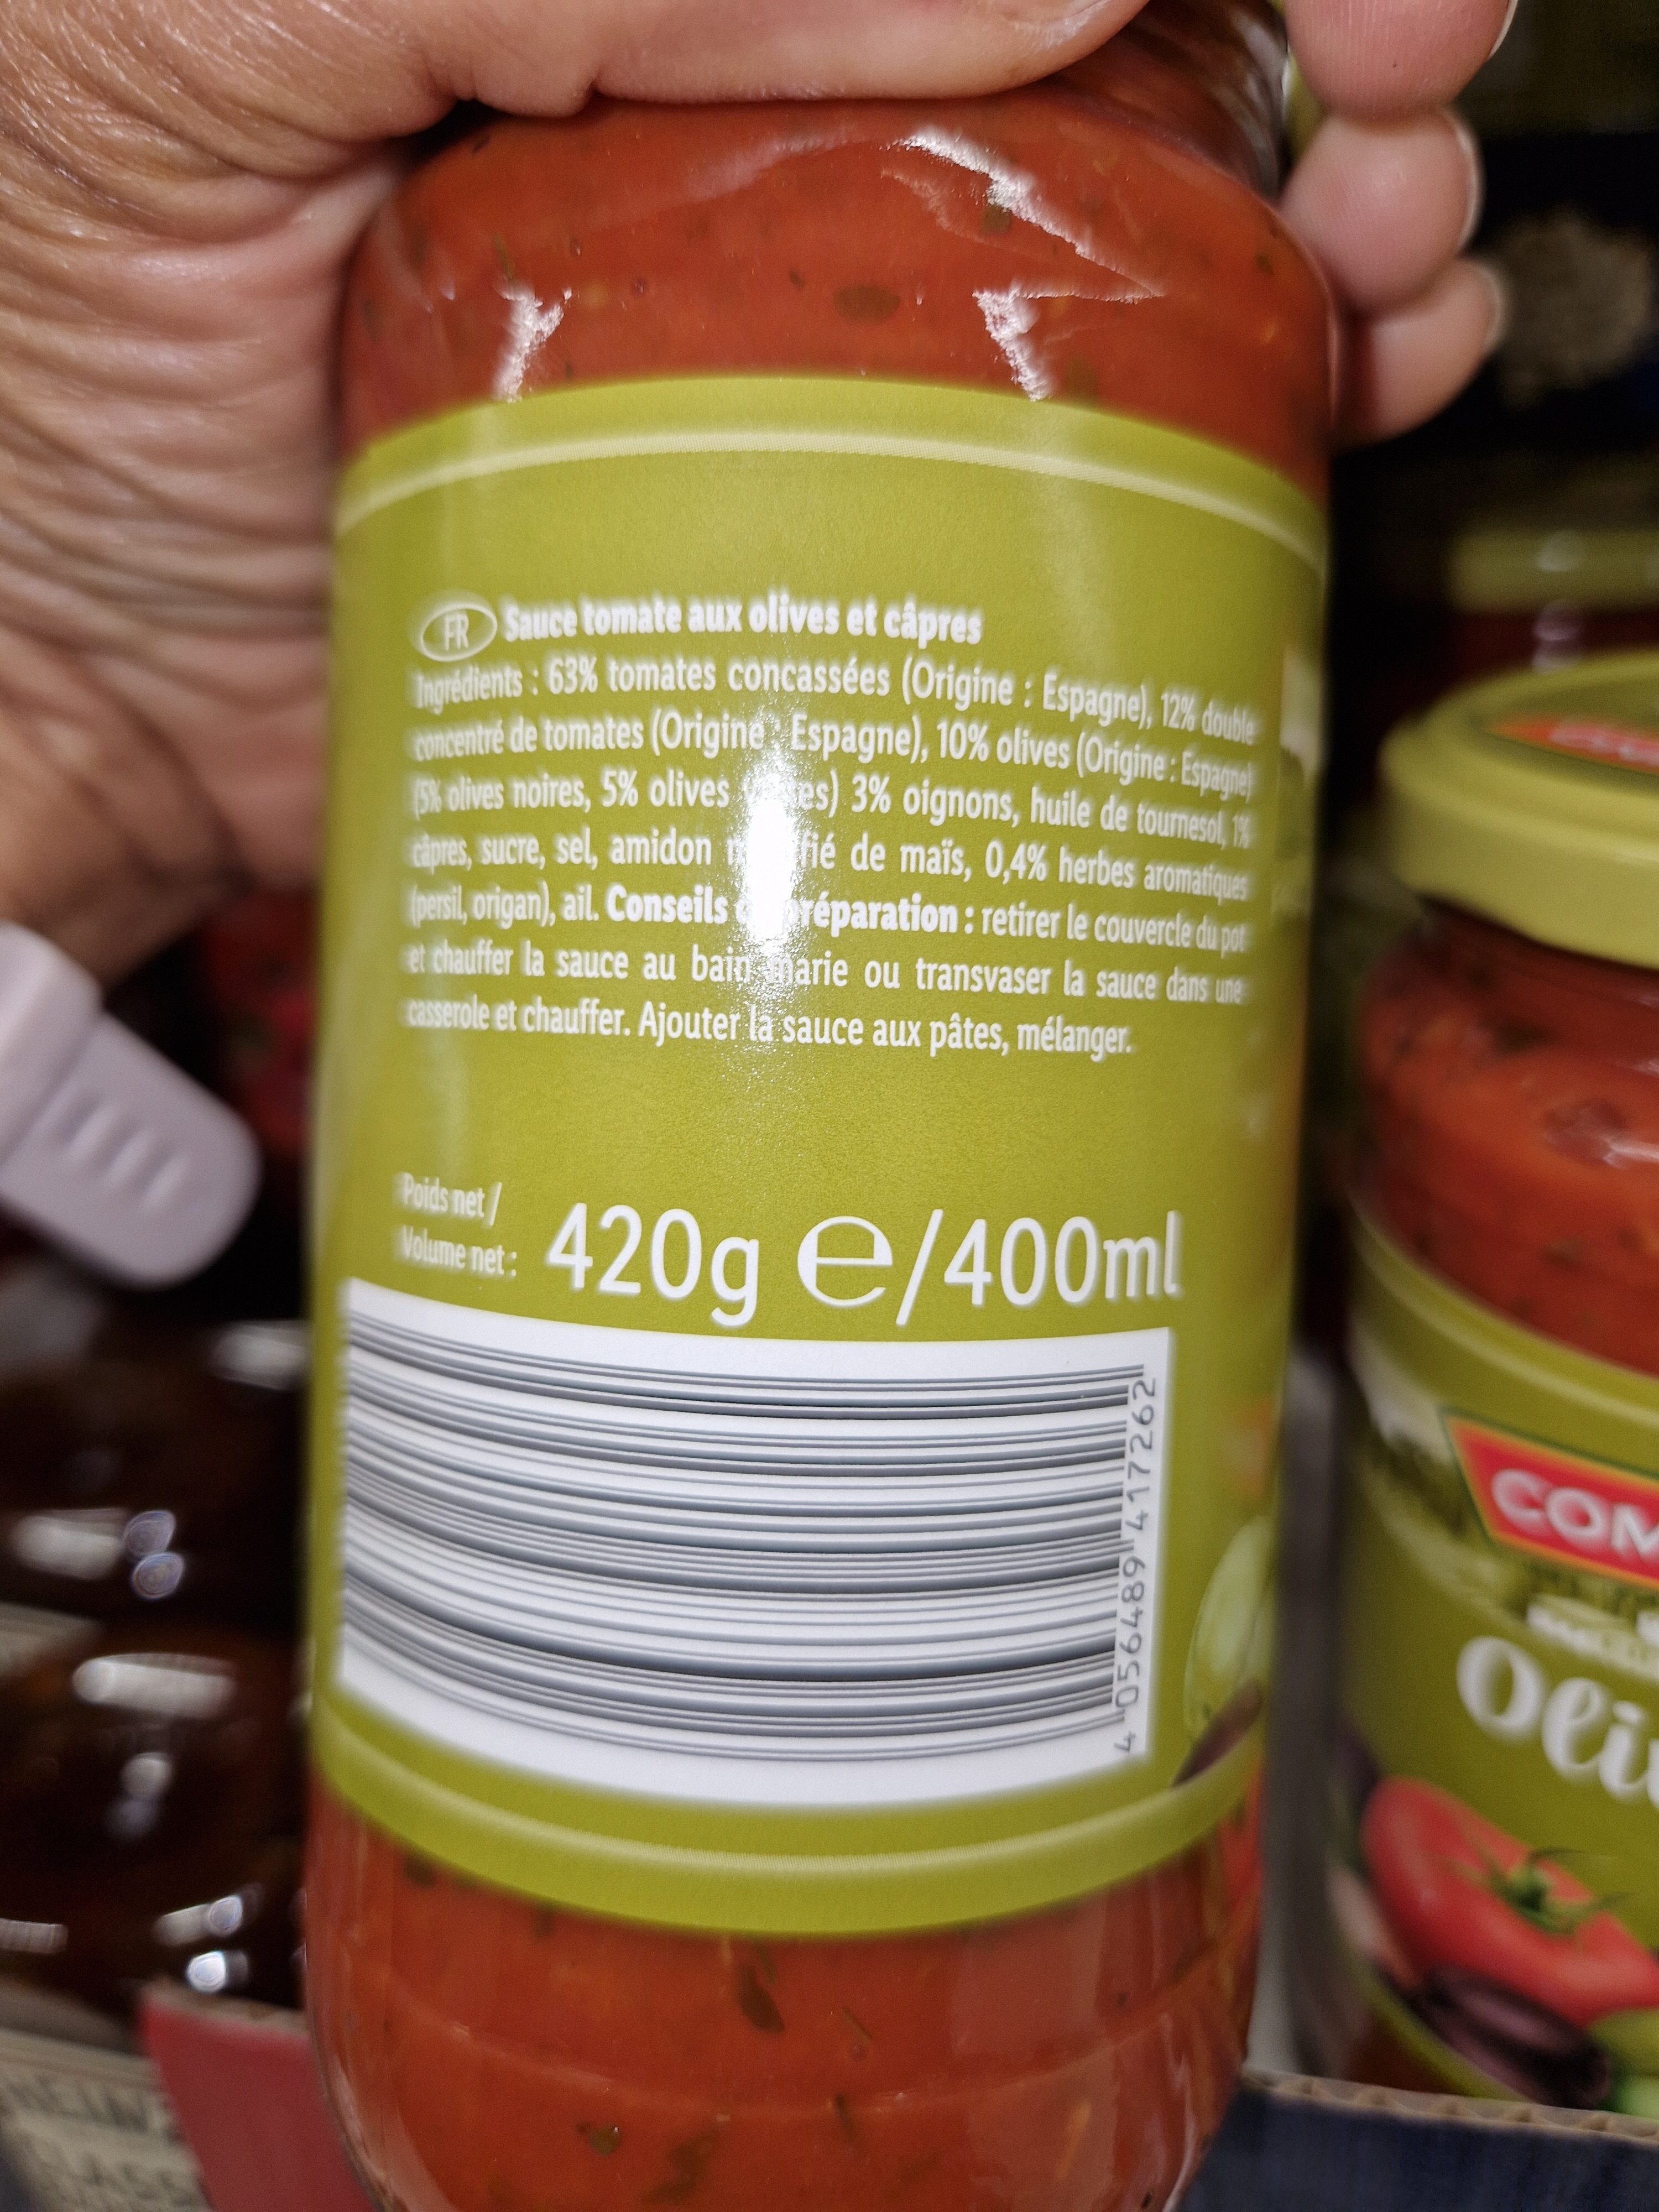 FR Sauce tomate aux olives et câpres
Ingrédients : 63% tomates concassées (Origine : Espagne), 12% double
concentré de tomates (Origine : Espagne), 10% olives (Origine : Espagne)
(5% olives noires, 5% olives es) 3% oignons, huile de tournesol, 1%
câpres, sucre, sel, amidon fié de maïs, 0,4% herbes aromatiques
(persil, origan), ail. Conseils préparation : retirer le couvercle du pot
et chauffer la sauce au bain marie ou transvaser la sauce dans une
casserole et chauffer. Ajouter la sauce aux pâtes, mélanger.
Poids net /
Volume net : 420g e/400ml
4 056489 417262
COM
Oli